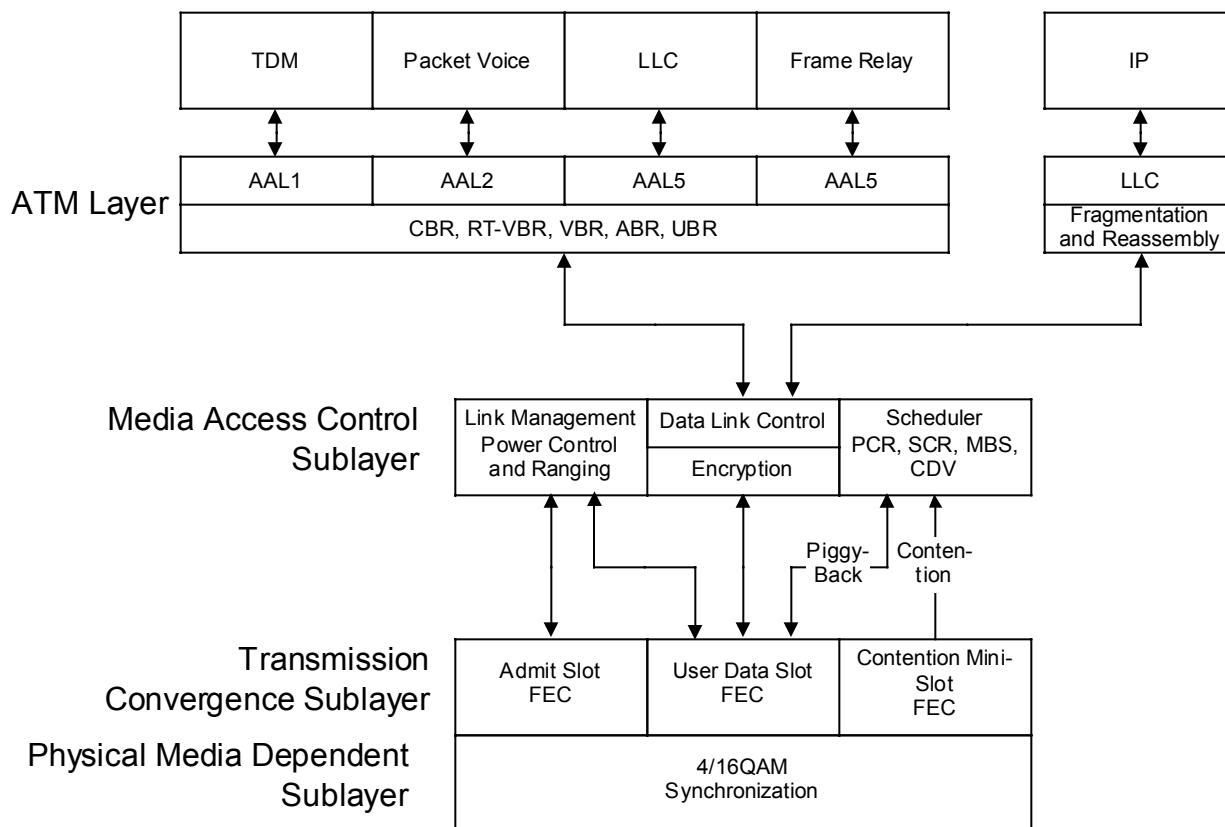 TDM
Packet Voice
LLC
Frame Relay
IP
ATM Layer
AAL1
AAL2
AAL5
AAL5
LLC
CBR, RT-VBR, VBR, ABR, UBR
Fragmentation
and Reassembly
Media Access Control
Sublayer
Link Management
Power Control
and Ranging
Data Link Control
Encryption
Scheduler
PCR, SCR, MBS,
CDV
Piggy-
Back
Conten-
tion
Transmission
Convergence Sublayer
Admit Slot
FEC
User Data Slot
FEC
Contention Mini-
Slot
FEC
Physical Media Dependent
Sublayer
4/16QAM
Synchronization